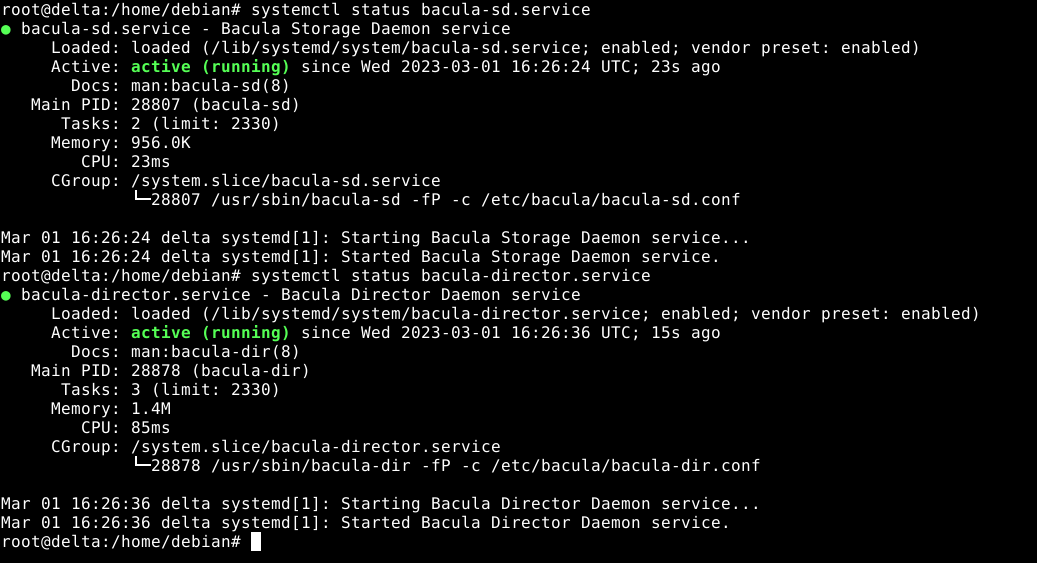 root@delta:/home/debian# systemctl status bacula-sd.service
● bacula-sd.service - Bacula Storage Daemon service
     Loaded: loaded (/lib/systemd/system/bacula-sd.service; enabled; vendor preset: enabled)
     Active: active (running) since Wed 2023-03-01 16:26:24 UTC; 23s ago
       Docs: man:bacula-sd(8)
   Main PID: 28807 (bacula-sd)
      Tasks: 2 (limit: 2330)
     Memory: 956.0K
        CPU: 23ms
     CGroup: /system.slice/bacula-sd.service
             └─28807 /usr/sbin/bacula-sd -fP -c /etc/bacula/bacula-sd.conf

Mar 01 16:26:24 delta systemd[1]: Starting Bacula Storage Daemon service...
Mar 01 16:26:24 delta systemd[1]: Started Bacula Storage Daemon service.
root@delta:/home/debian# systemctl status bacula-director.service
● bacula-director.service - Bacula Director Daemon service
     Loaded: loaded (/lib/systemd/system/bacula-director.service; enabled; vendor preset: enabled)
     Active: active (running) since Wed 2023-03-01 16:26:36 UTC; 15s ago
       Docs: man:bacula-dir(8)
   Main PID: 28878 (bacula-dir)
      Tasks: 3 (limit: 2330)
     Memory: 1.4M
        CPU: 85ms
     CGroup: /system.slice/bacula-director.service
             └─28878 /usr/sbin/bacula-dir -fP -c /etc/bacula/bacula-dir.conf

Mar 01 16:26:36 delta systemd[1]: Starting Bacula Director Daemon service...
Mar 01 16:26:36 delta systemd[1]: Started Bacula Director Daemon service.
root@delta:/home/debian#